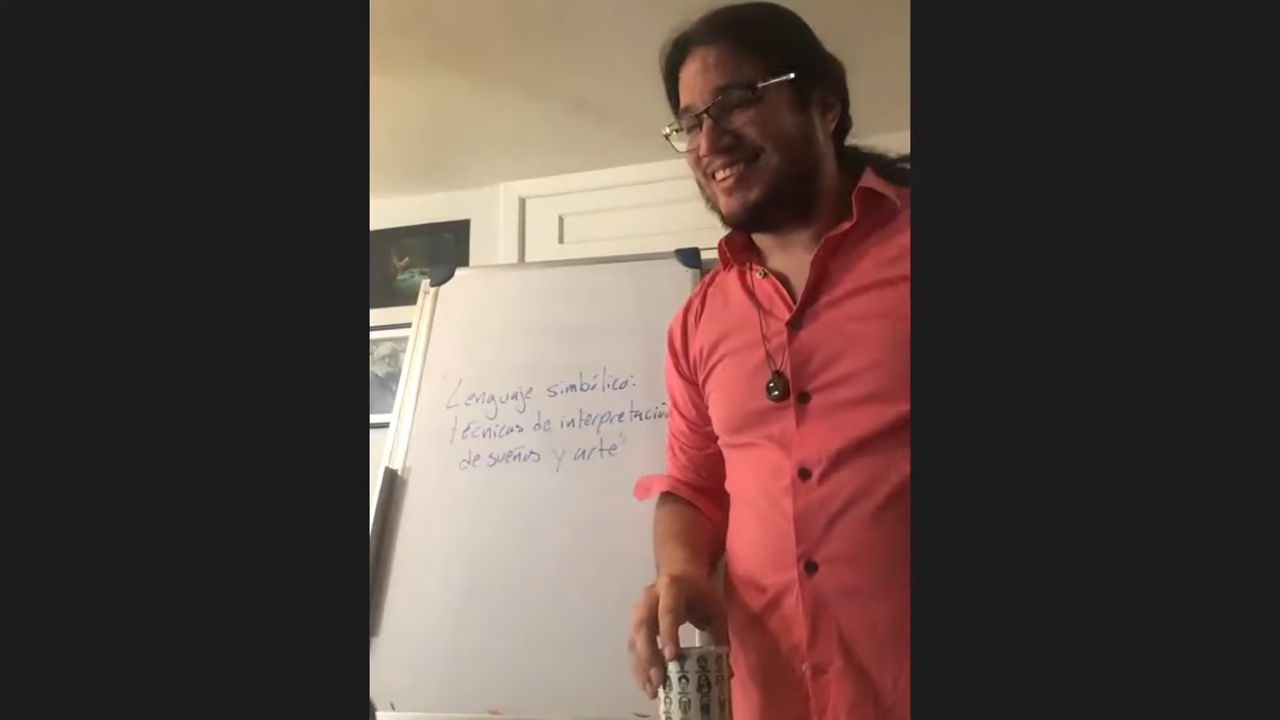 "Lenguaje simbólico:
técnicas de interpretación
de sueños y arte"